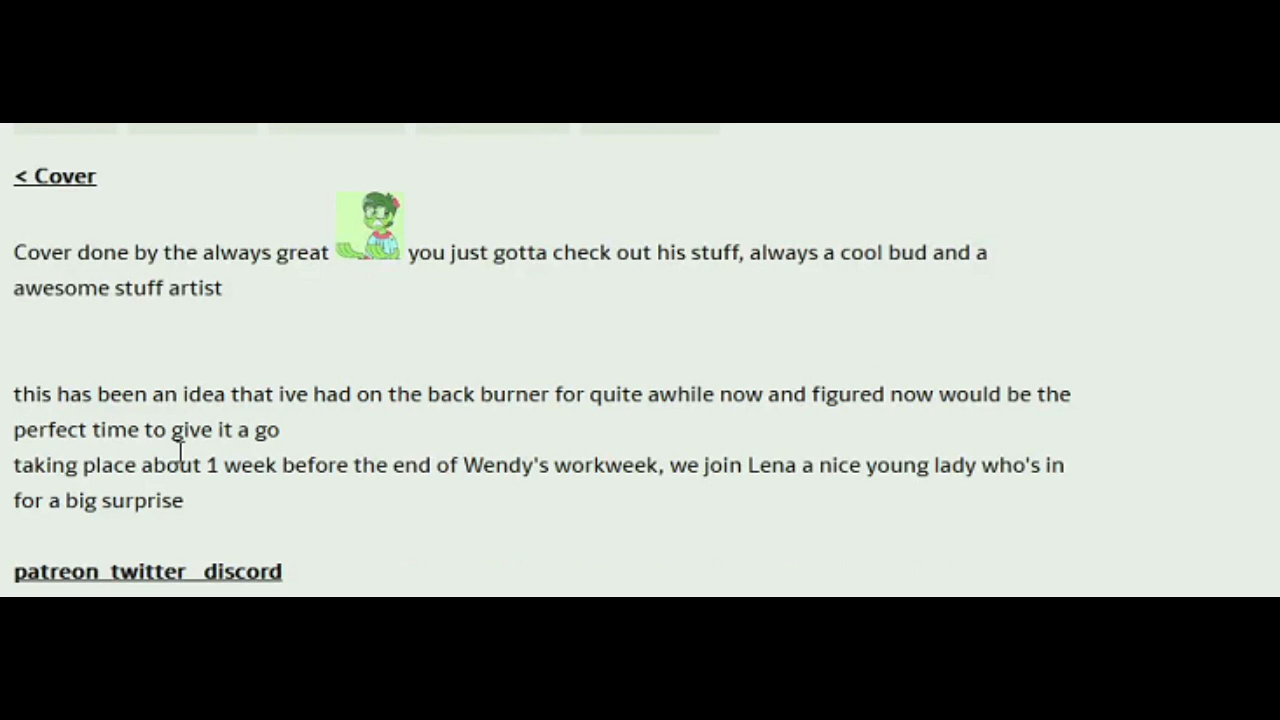 < Cover
Cover done by the always great you just gotta check out his stuff, always a cool bud and a
awesome stuff artist
this has been an idea that ive had on the back burner for quite awhile now and figured now would be the
perfect time to give it a go
taking place about 1 week before the end of Wendy's workweek, we join Lena a nice young lady who's in
for a big surprise
patreon twitter discord